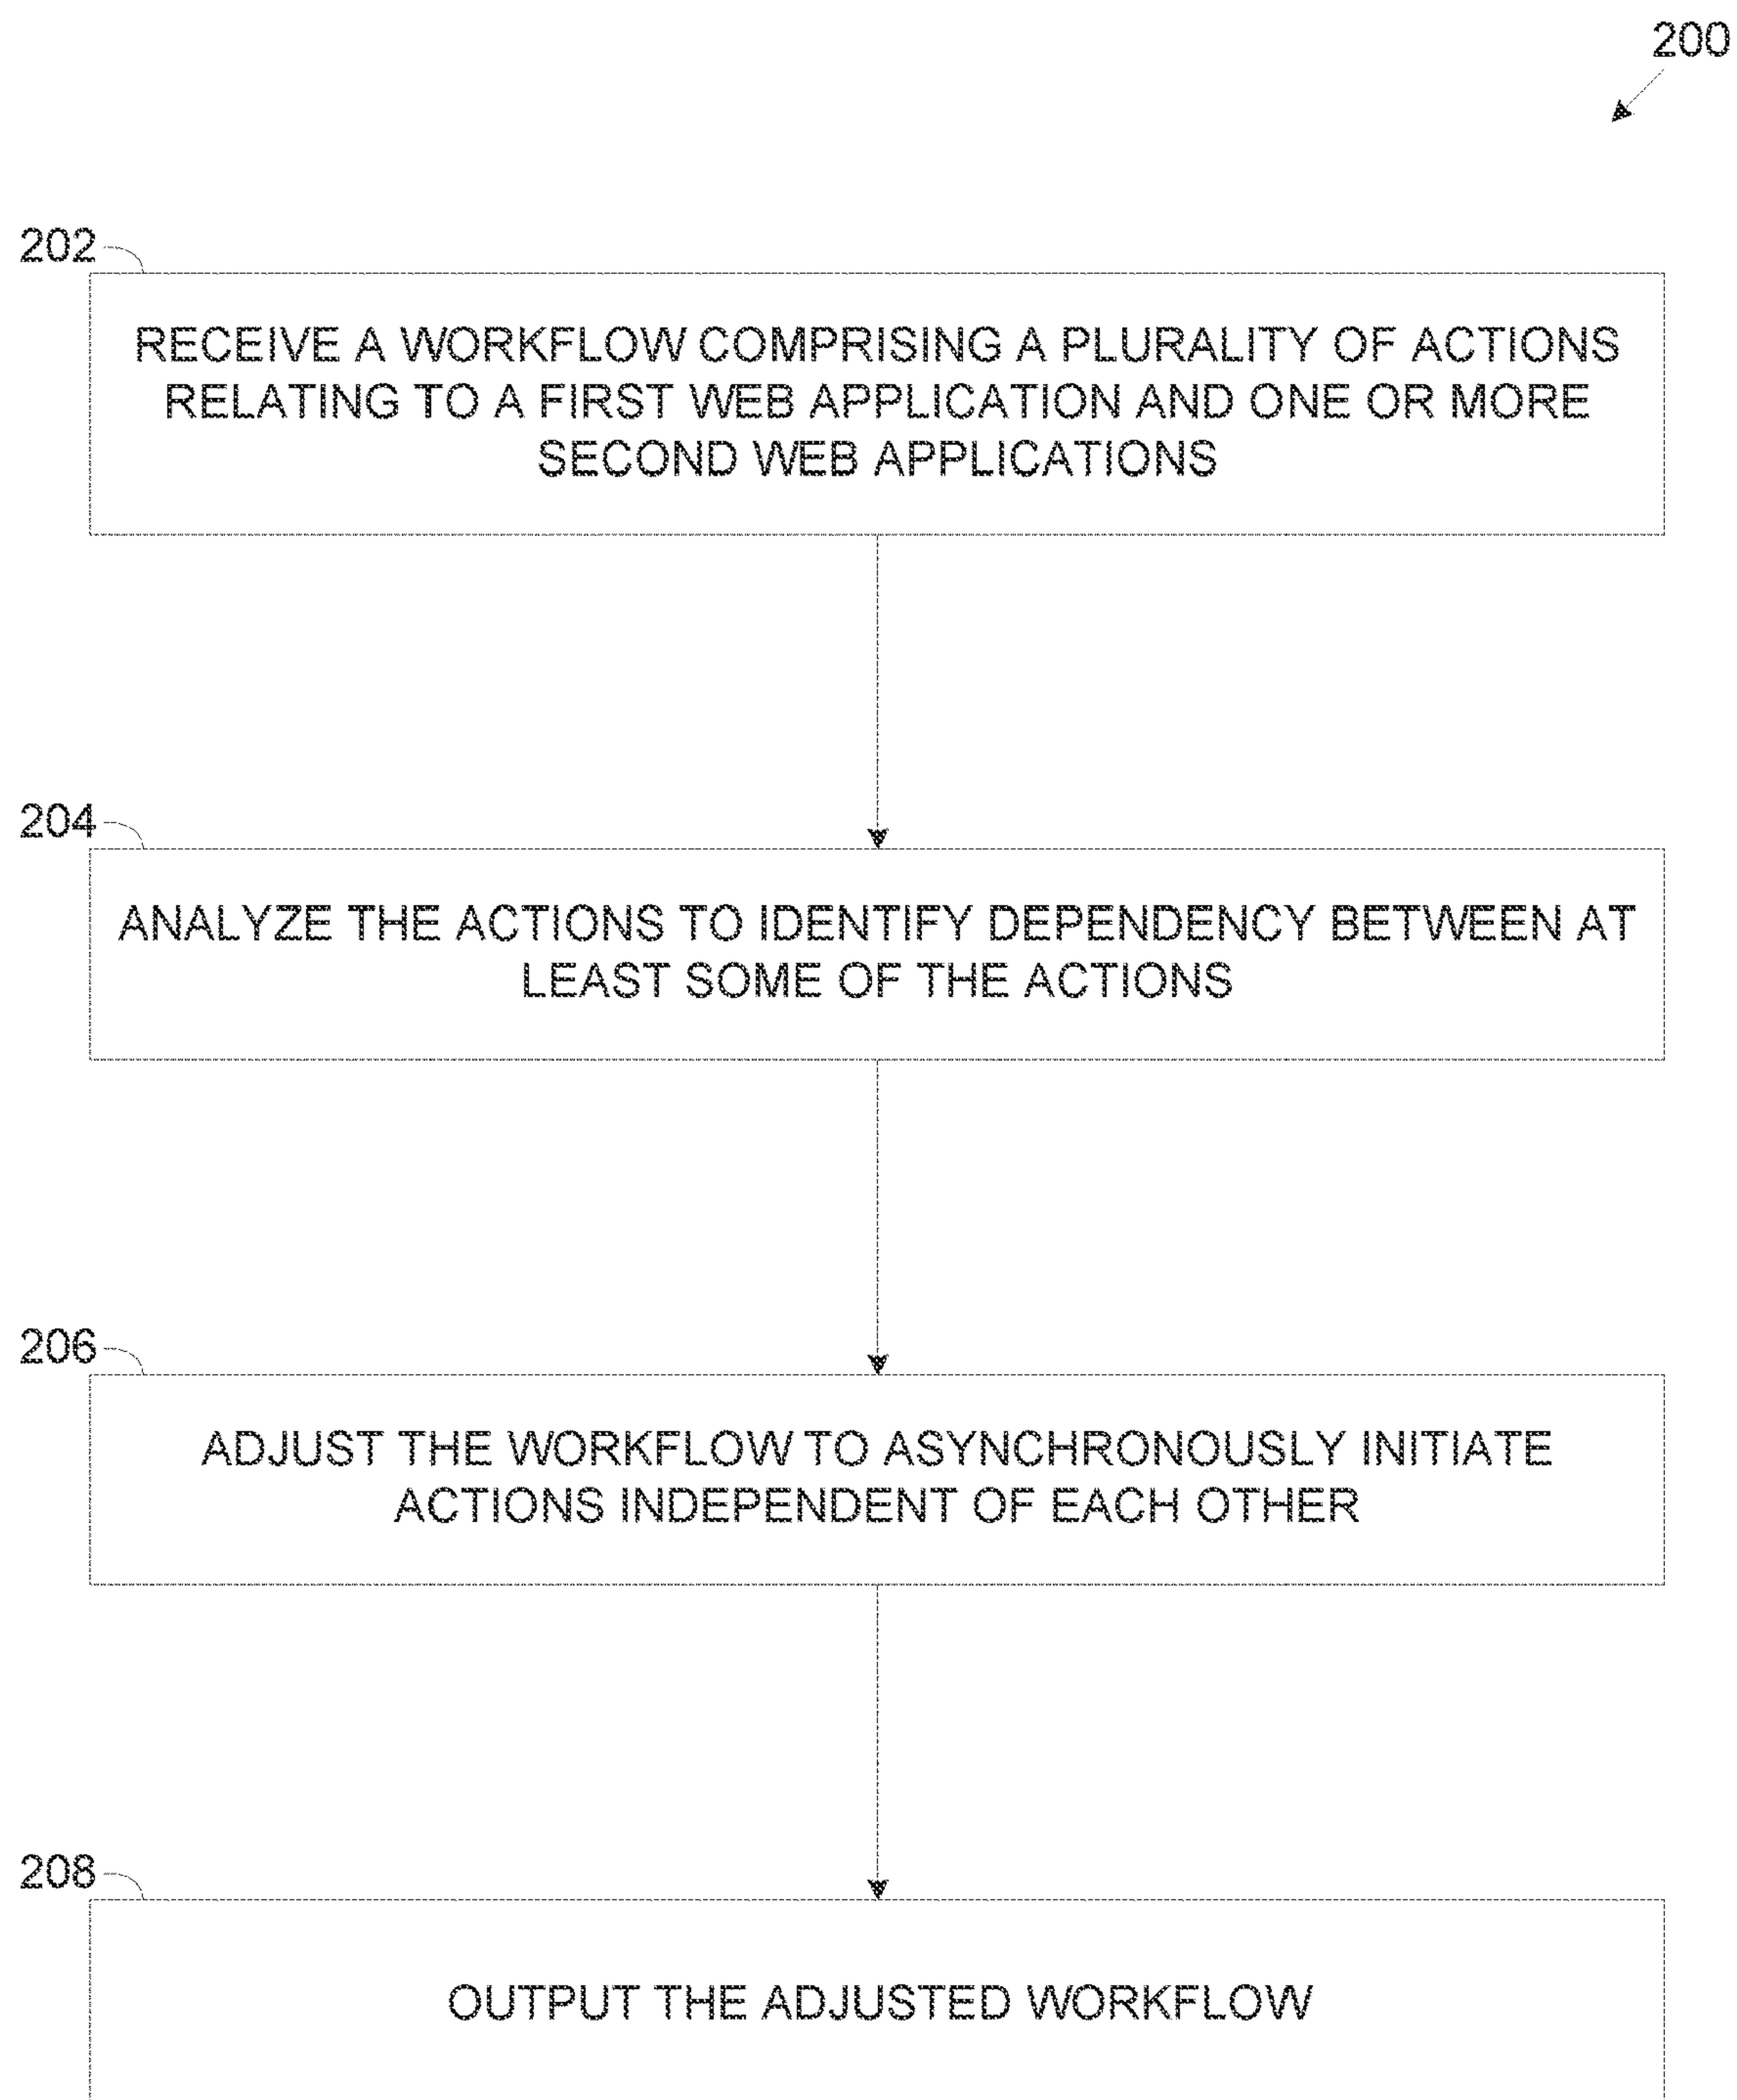 200
202
RECEIVE A WORKFLOW COMPRISING A PLURALITY OF ACTIONS
RELATING TO A FIRST WEB APPLICATION AND ONE OR MORE
SECOND WEB APPLICATIONS
204
ANALYZE THE ACTIONS TO IDENTIFY DEPENDENCY BETWEEN AT
LEAST SOME OF THE ACTIONS
206
ADJUST THE WORKFLOW TO ASYNCHRONOUSLY INITIATE
ACTIONS INDEPENDENT OF EACH OTHER
208
OUTPUT THE ADJUSTED WORKFLOW